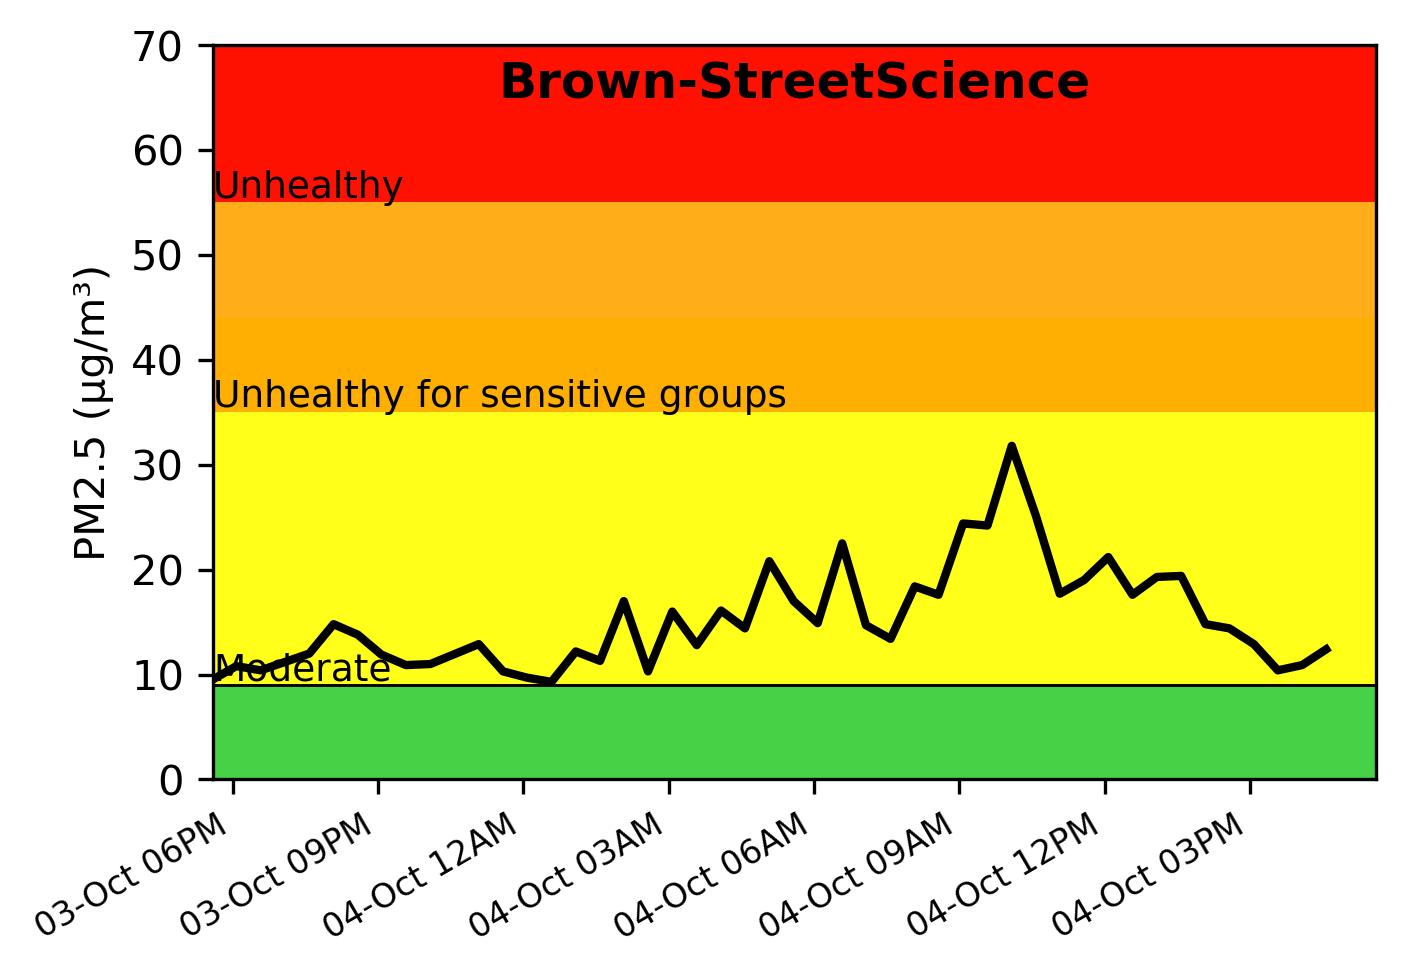 Brown-StreetScience
70
60
50
40
30
20
10
0
PM2.5 (µg/m³)
Unhealthy
Unhealthy for sensitive groups
Moderate
03-Oct 06PM
03-Oct 09PM
04-Oct 12AM
04-Oct 03AM
04-Oct 06AM
04-Oct 09AM
04-Oct 12PM
04-Oct 03PM